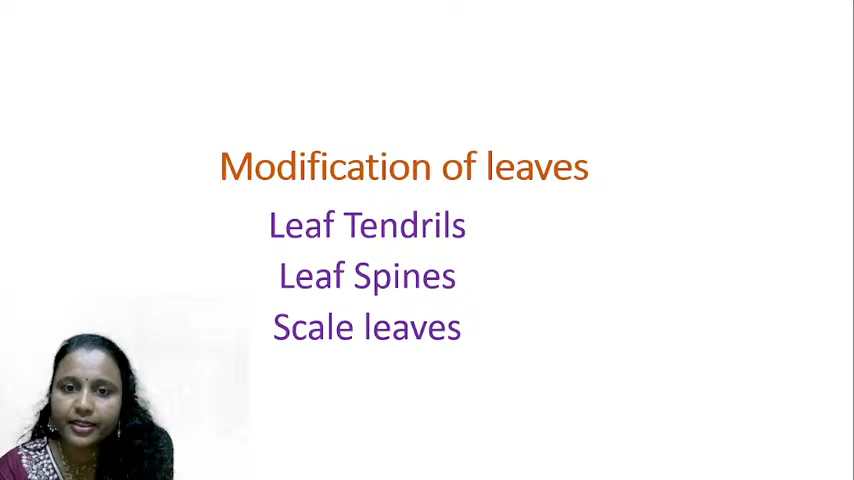 Modification of leaves
Leaf Tendrils
Leaf Spines
Scale leaves